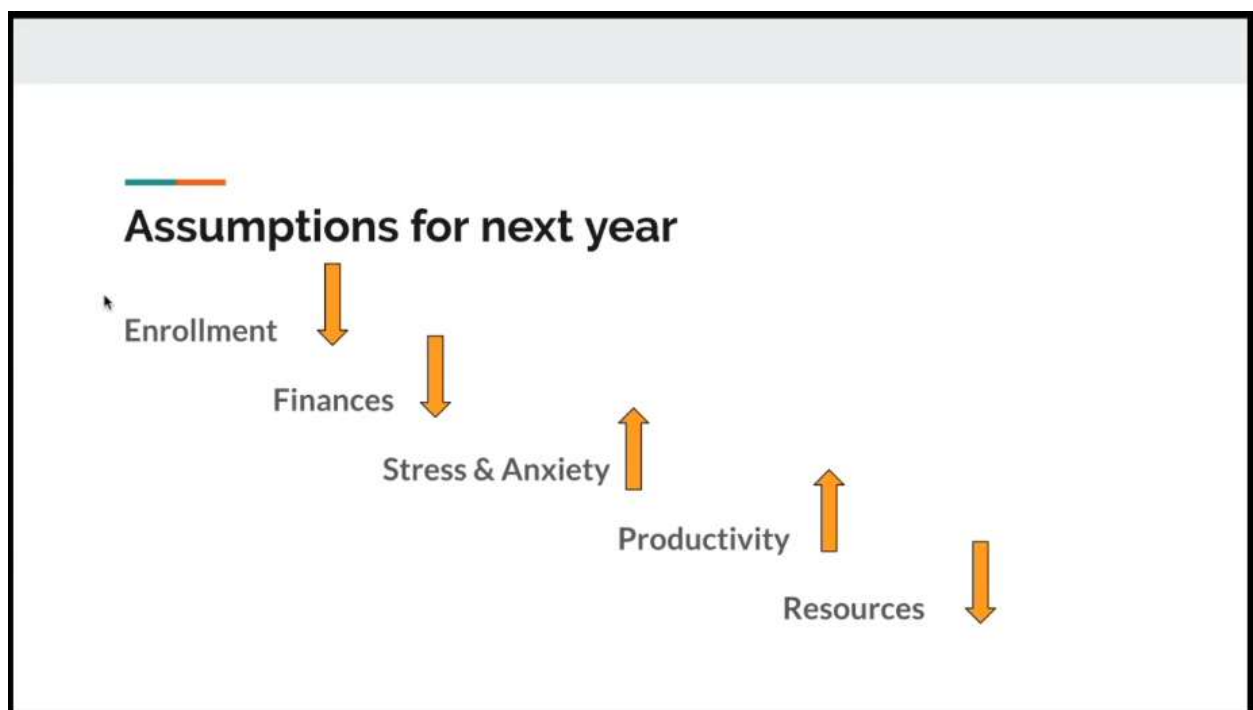 Assumptions for next year
Enrollment
Finances
Stress & Anxiety
Productivity
Resources